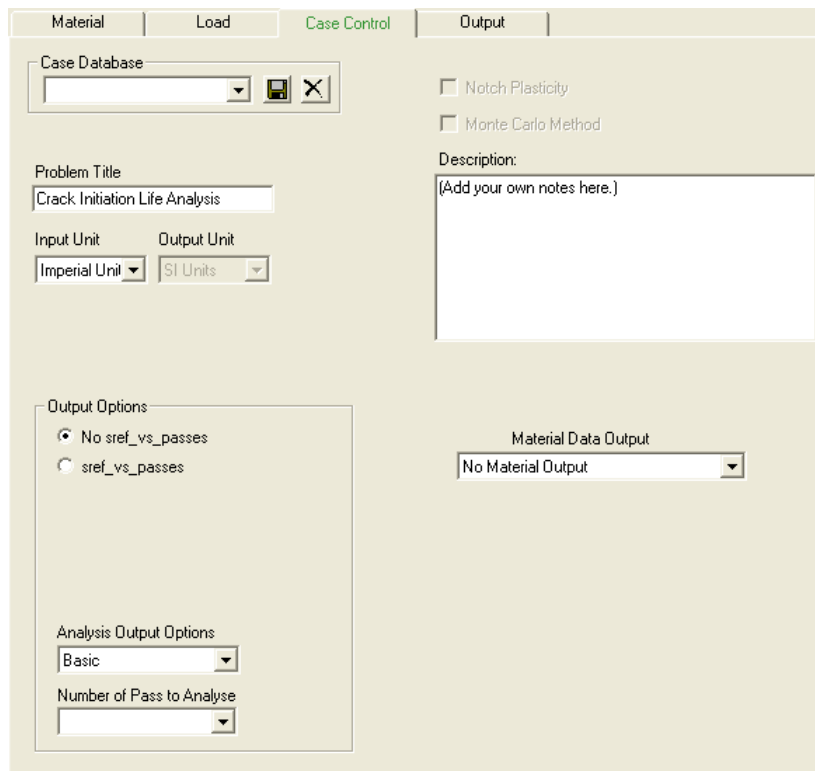 Material Load Case Control Output
Case Database
Notch Plasticity
Monte Carlo Method
Description:
(Add your own notes here.)
Problem Title
Crack Initiation Life Analysis
Input Unit Output Unit
Imperial Unit SI Units
Output Options
No sref_vs_passes
sref_vs_passes
Material Data Output
No Material Output
Analysis Output Options
Basic
Number of Pass to Analyse